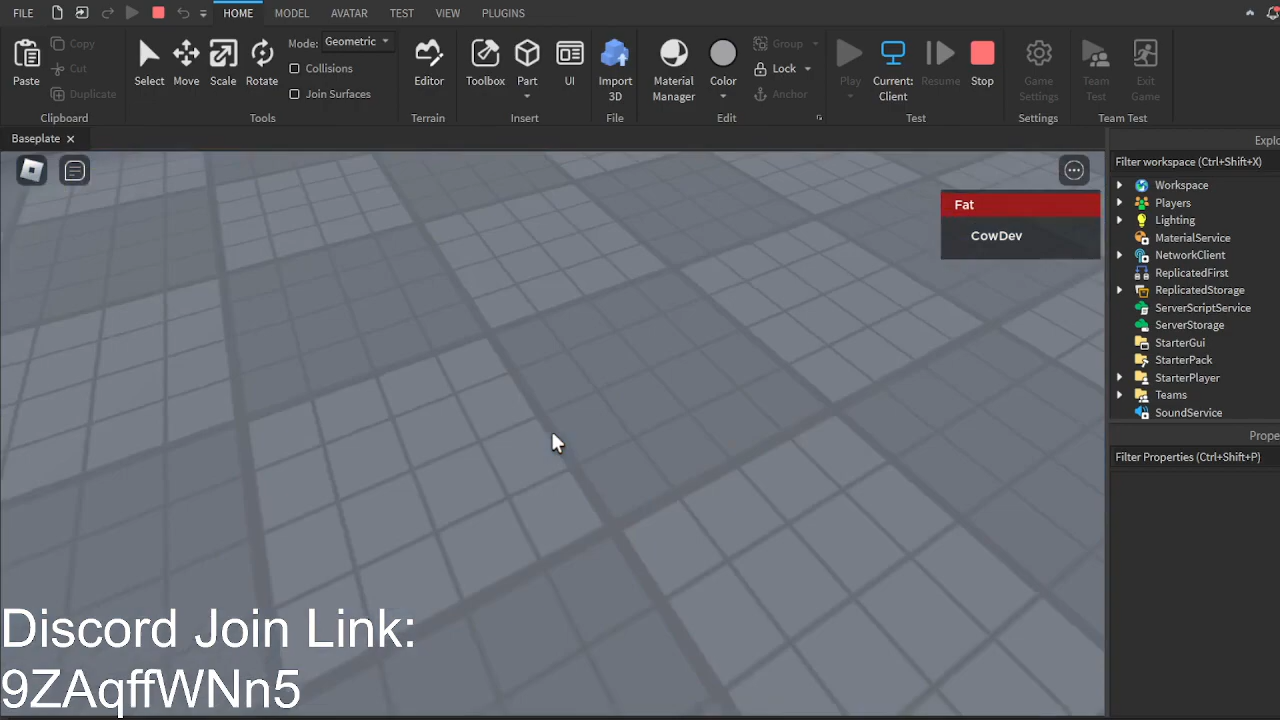 FILE HOME MODEL AVATAR TEST VIEW PLUGINS
Paste Copy Cut Duplicate
Select Move Scale Rotate
Mode: Geometric
Collisions
Join Surfaces
Editor Toolbox Part UI
Import
3D
Material
Manager
Color
Group
Lock
Anchor
Play
Current:
Client
Resume Stop
Game
Settings
Team
Test
Exit
Game
Clipboard Tools Terrain Insert File Edit Test Settings Team Test
Baseplate
Fat
CowDev
Explo
Filter workspace (Ctrl+Shift+X)
Workspace
Players
Lighting
MaterialService
NetworkClient
ReplicatedFirst
ReplicatedStorage
ServerScriptService
ServerStorage
StarterGui
StarterPack
StarterPlayer
Teams
SoundService
Prope
Filter Properties (Ctrl+Shift+P)
Discord Join Link:
9ZAqffWNn5